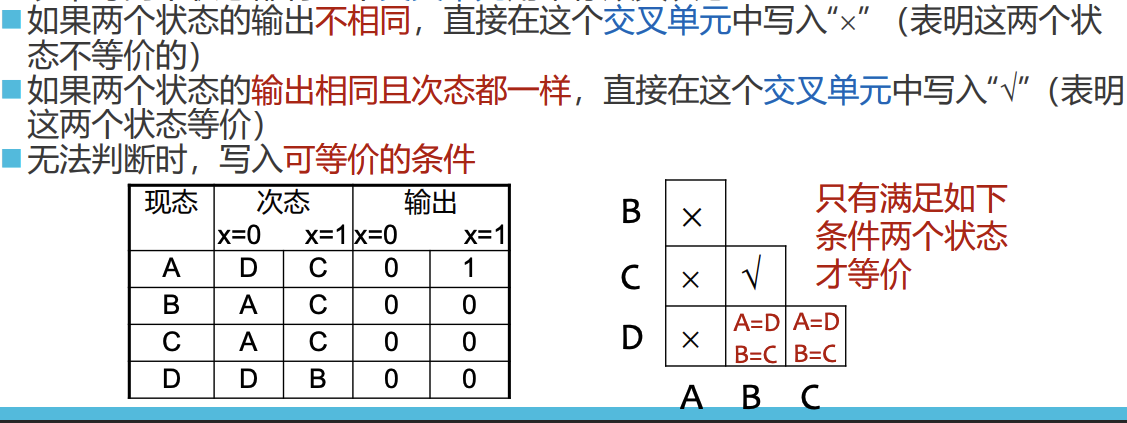 如果两个状态的输出不相同，直接在这个交叉单元中写入“×”（表明这两个状
态不等价的）
如果两个状态的输出相同且次态都一样，直接在这个交叉单元中写入“√”（表明
这两个状态等价）
无法判断时，写入可等价的条件
现态 次态 输出
x=0 x=1 x=0 x=1
A D C 0 1
B A C 0 0
C A C 0 0
D D B 0 0
B ×
C × √
D × A=D A=D
B=C B=C
A B C
只有满足如下
条件两个状态
才等价